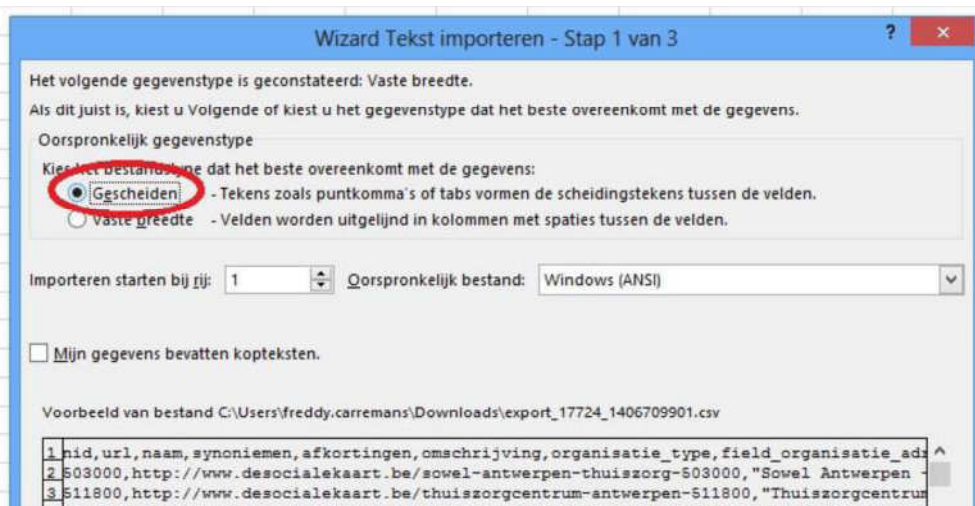 Wizard Tekst importeren - Stap 1 van 3
?
Het volgende gegevenstype is geconstateerd: Vaste breedte.
Als dit juist is, kiest u Volgende of kiest u het gegevenstype dat het beste overeenkomt met de gegevens.
Oorspronkelijk gegevenstype
Kies het bestandstype dat het beste overeenkomt met de gegevens:
Gescheiden - Tekens zoals puntkomma's of tabs vormen de scheidingstekens tussen de velden.
Vaste breedte - Velden worden uitgelijnd in kolommen met spaties tussen de velden.
Importeren starten bij rij: 1 Oorspronkelijk bestand: Windows (ANSI)
Mijn gegevens bevatten kopteksten.
Voorbeeld van bestand C:\Users\freddy.carremans\Downloads\export_17724_1406709901.csv
1 nid,url,naam,synoniemen,afkortingen,omschrijving,organisatie_type,field_organisatie_adr
2 503000,http://www.desocialekaart.be/sowel-antwerpen-thuiszorg-503000,"Sowel Antwerpen -
3 511800,http://www.desocialekaart.be/thuiszorgcentrum-antwerpen-511800,"Thuiszorgcentrum